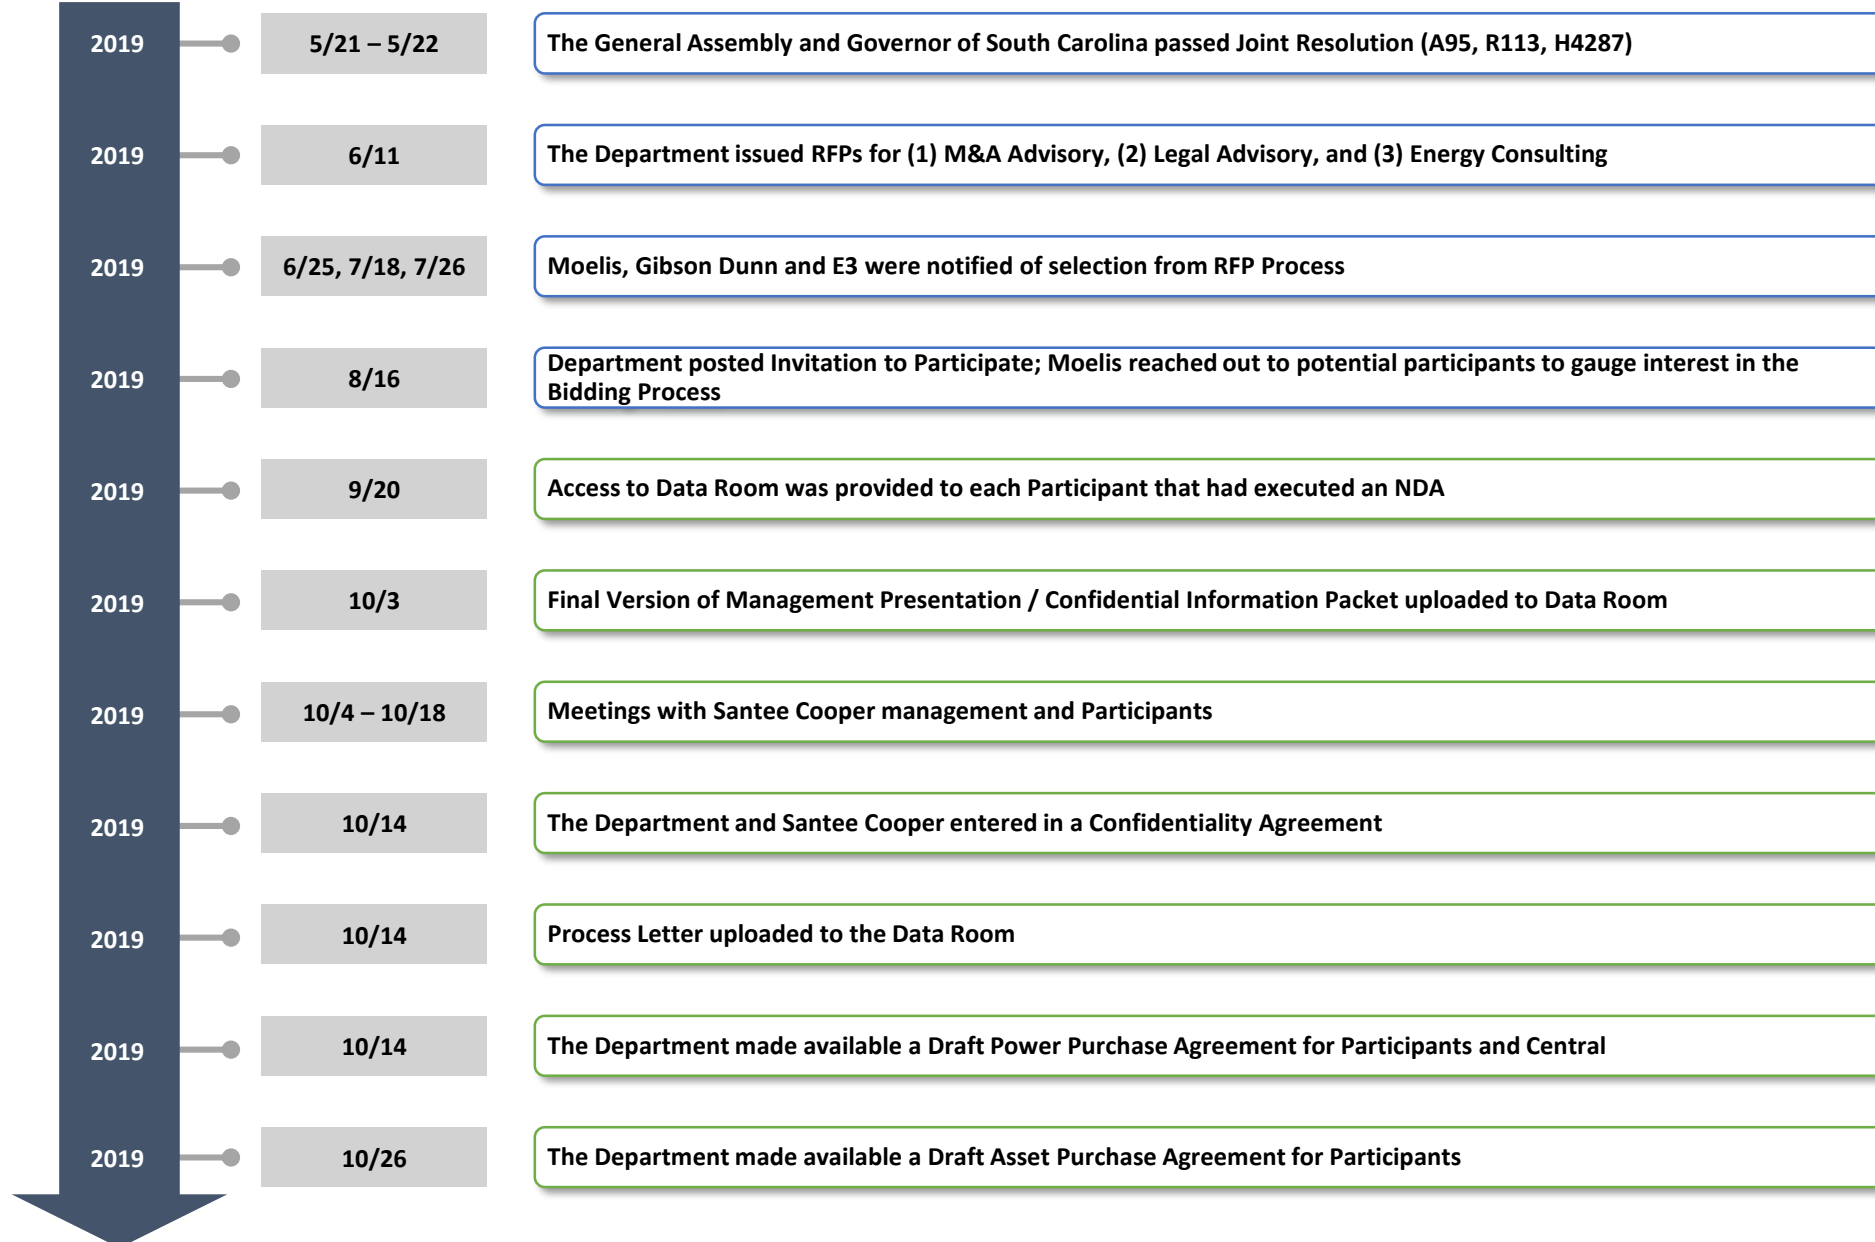 2019
5/21 – 5/22
The General Assembly and Governor of South Carolina passed Joint Resolution (A95, R113, H4287)
2019
6/11
The Department issued RFPs for (1) M&A Advisory, (2) Legal Advisory, and (3) Energy Consulting
2019
6/25, 7/18, 7/26
Moelis, Gibson Dunn and E3 were notified of selection from RFP Process
2019
8/16
Department posted Invitation to Participate; Moelis reached out to potential participants to gauge interest in the
Bidding Process
2019
9/20
Access to Data Room was provided to each Participant that had executed an NDA
2019
10/3
Final Version of Management Presentation / Confidential Information Packet uploaded to Data Room
2019
10/4 – 10/18
Meetings with Santee Cooper management and Participants
2019
10/14
The Department and Santee Cooper entered in a Confidentiality Agreement
2019
10/14
Process Letter uploaded to the Data Room
2019
10/14
The Department made available a Draft Power Purchase Agreement for Participants and Central
2019
10/26
The Department made available a Draft Asset Purchase Agreement for Participants